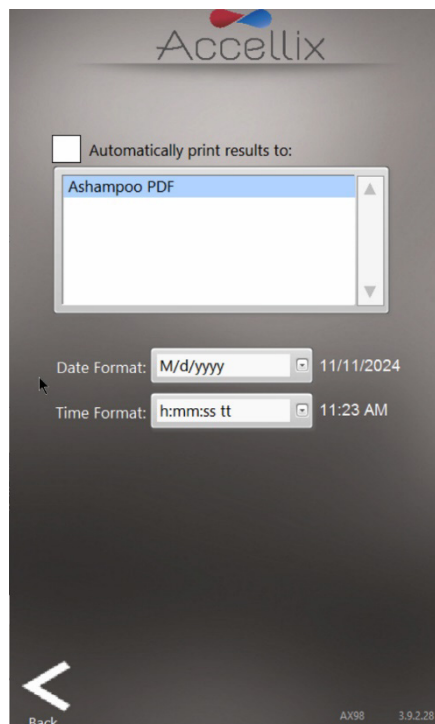 Accellix
Automatically print results to:
Ashampoo PDF
Date Format: M/d/yyyy 11/11/2024
Time Format: h:mm:ss tt 11:23 AM
Back
AX98 3.9.2.28